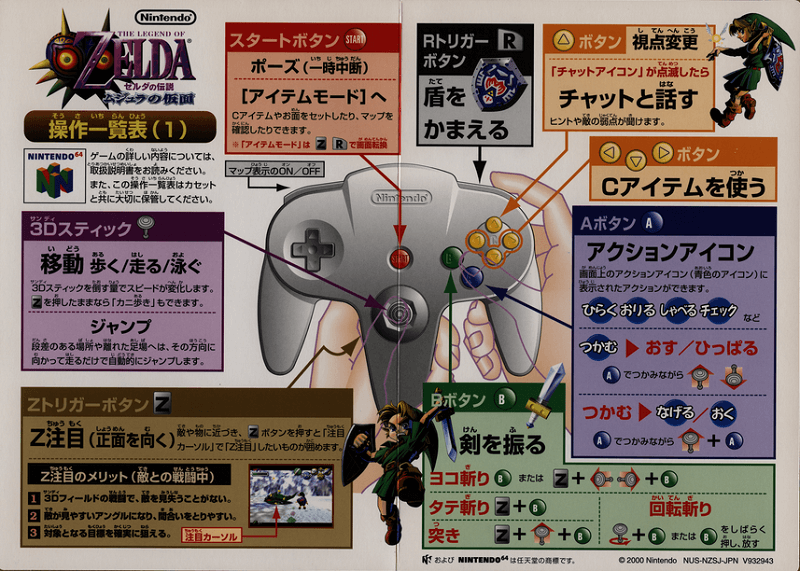 Nintendo
THE LEGEND OF
ZELDA
ゼルダの伝説
ムジュラの仮面
操作一覧表(1)
NINTENDO 64
ゲームの詳しい内容については、
取扱説明書をお読みください。
また、この操作一覧表はカセット
と共に大切に保管してください。
スタートボタン START
ポーズ(一時中断)
[アイテムモード]へ
Cアイテムやお面をセットしたり、マップを
確認したりできます。
*「アイテムモード」は Z R で画面転換
マップ表示のON/OFF
Rトリガー R
ボタン
盾を
かまえる
ボタン 視点変更
「チャットアイコン」が点滅したら
チャットと話す
ヒントや敵の弱点が聞けます。
ボタン
Cアイテムを使う
3Dスティック
移動 歩く/走る/泳ぐ
3Dスティックを倒す量でスピードが変化します。
Zを押したままなら「カニ歩き」もできます。
ジャンプ
段差のある場所や離れた足場へは、その方向に
向かって走るだけで自動的にジャンプします。
Nintendo
START
B
A
Aボタン A
アクションアイコン
画面上のアクションアイコン(青色のアイコン)に
表示されたアクションができます。
ひらく おりる しゃべる チェック など
つかむ ▶ おす/ひっぱる
A でつかみながら
つかむ ▶ なげる/おく
A でつかみながら + A
Zトリガーボタン Z
Z注目(正面を向く)
敵や物に近づき、Zボタンを押すと「注目
カーソル」で「Z注目」したいものが囲めます。
Z注目のメリット(敵との戦闘中)
1 3Dフィールドの戦闘で、敵を見失うことがない。
2 敵が見やすいアングルになり、間合いをとりやすい。
3 対象となる目標を確実に狙える。
注目カーソル
Bボタン B
剣を振る
ヨコ斬り B または Z + + B
タテ斬り Z + B
突き Z + + B
回転斬り
+ B または B をしばらく
押し、放す
および NINTENDO64 は任天堂の商標です。
© 2000 Nintendo NUS-NZSJ-JPN V932943